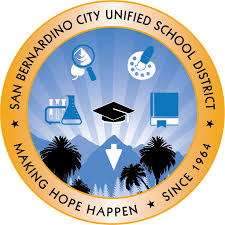 SAN BERNARDINO CITY UNIFIED SCHOOL DISTRICT
MAKING HOPE HAPPEN ★ SINCE 1964 ★